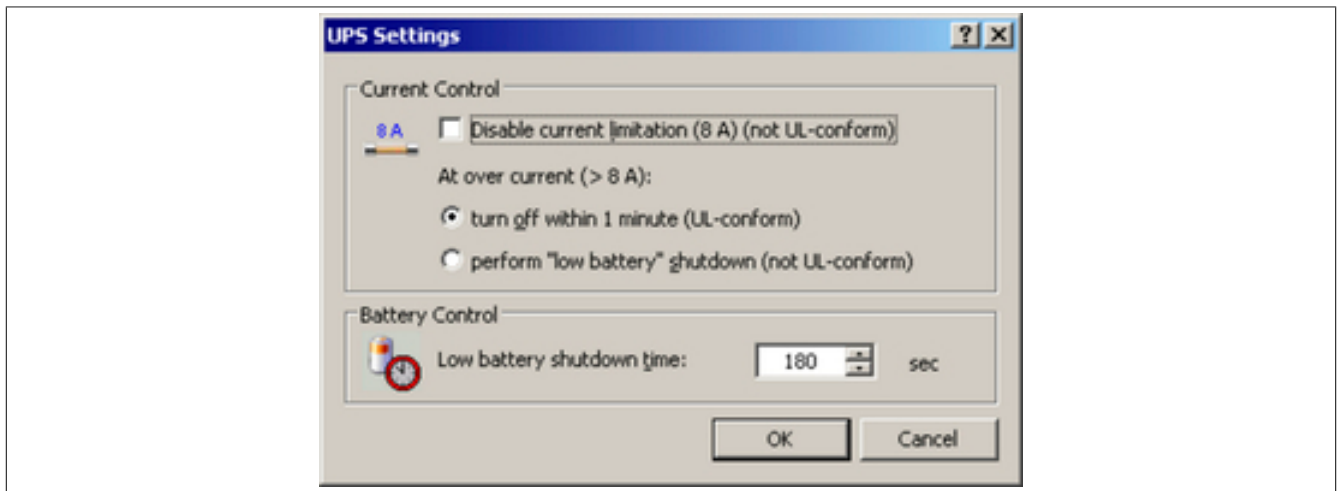 UPS Settings
Current Control
8 A
Disable current limitation (8 A) (not UL-conform)
At over current (> 8 A):
turn off within 1 minute (UL-conform)
perform "low battery" shutdown (not UL-conform)
Battery Control
Low battery shutdown time: 180 sec
OK Cancel